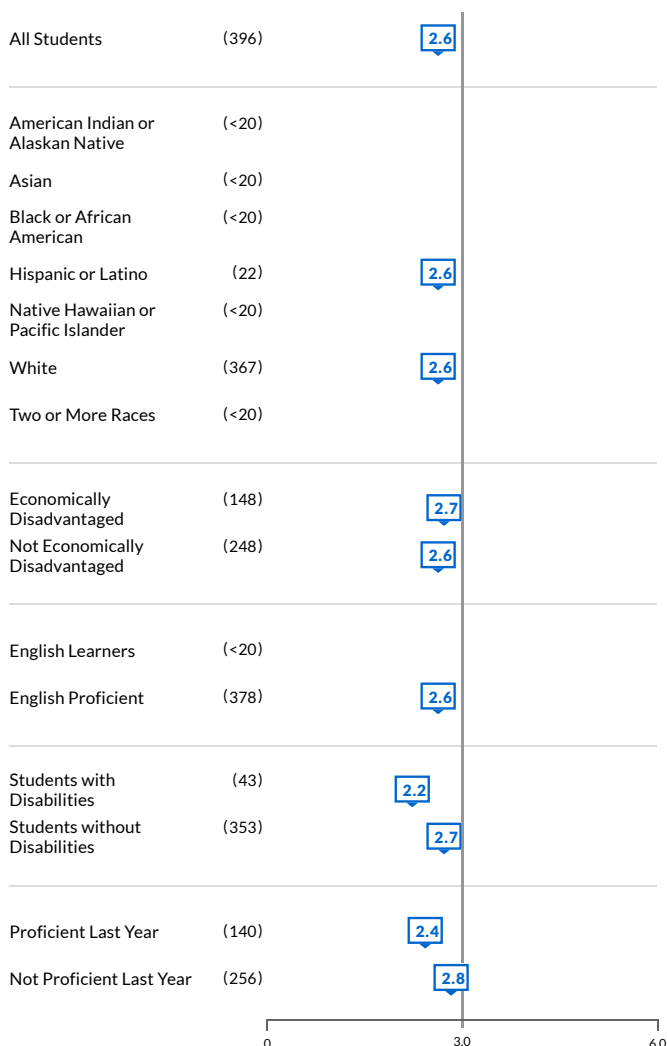 All Students (396) 2.6
American Indian or (<20)
Alaskan Native
Asian (<20)
Black or African (<20)
American
Hispanic or Latino (22) 2.6
Native Hawaiian or (<20)
Pacific Islander
White (367) 2.6
Two or More Races (<20)
Economically (148) 2.7
Disadvantaged
Not Economically (248) 2.6
Disadvantaged
English Learners (<20)
English Proficient (378) 2.6
Students with (43) 2.2
Disabilities
Students without (353) 2.7
Disabilities
Proficient Last Year (140) 2.4
Not Proficient Last Year (256) 2.8
0 3.0 6.0